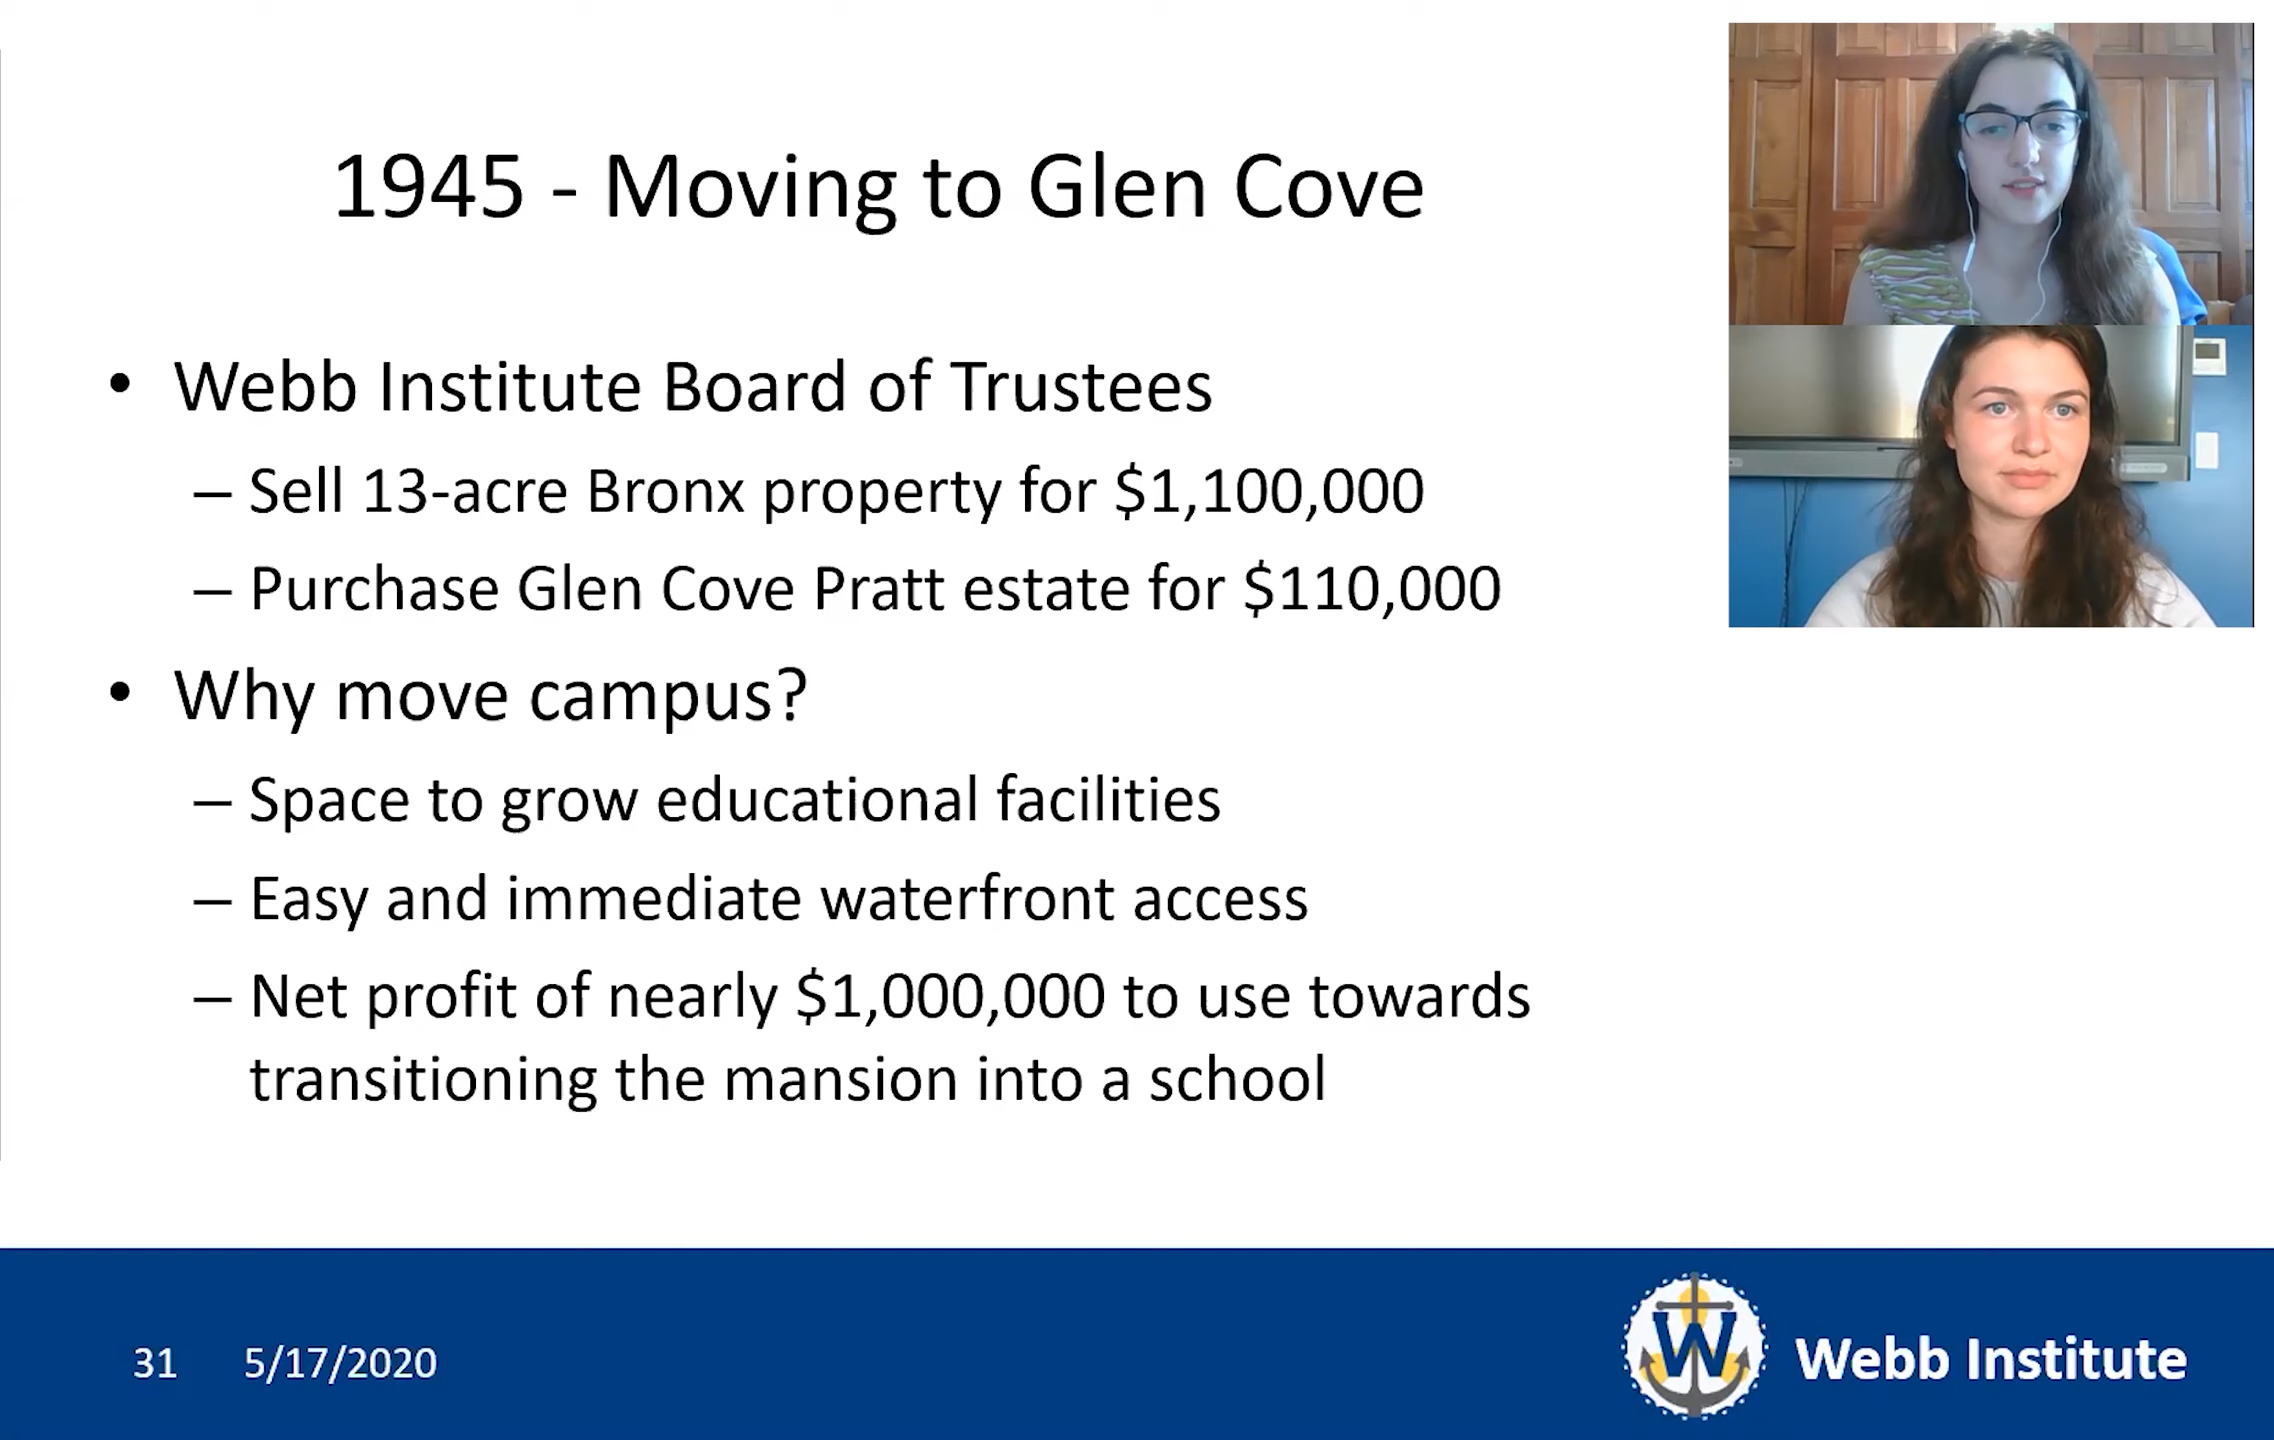 1945 - Moving to Glen Cove
• Webb Institute Board of Trustees
– Sell 13-acre Bronx property for $1,100,000
– Purchase Glen Cove Pratt estate for $110,000
• Why move campus?
– Space to grow educational facilities
– Easy and immediate waterfront access
– Net profit of nearly $1,000,000 to use towards
transitioning the mansion into a school
31 5/17/2020
W
Webb Institute